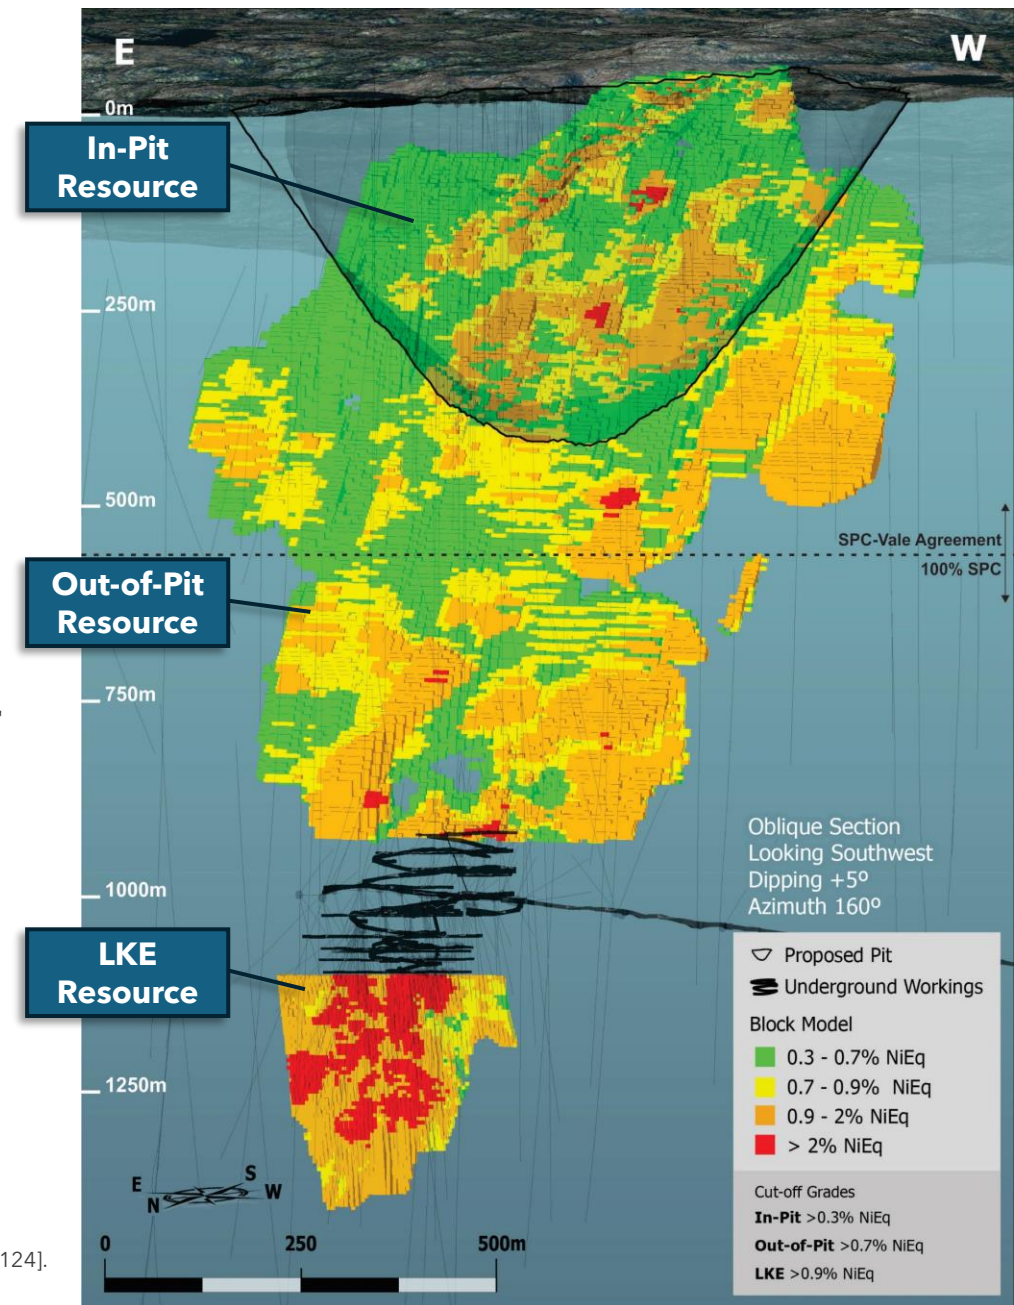 E
W
0m
In-Pit
Resource
250m
500m
SPC-Vale Agreement
100% SPC
Out-of-Pit
Resource
750m
Oblique Section
Looking Southwest
Dipping +5º
Azimuth 160º
1000m
LKE
Resource
Proposed Pit
Underground Workings
Block Model
0.3 - 0.7% NiEq
0.7 - 0.9% NiEq
0.9 - 2% NiEq
> 2% NiEq
1250m
E
S
N
W
Cut-off Grades
In-Pit >0.3% NiEq
Out-of-Pit >0.7% NiEq
LKE >0.9% NiEq
0
250
500m
124].